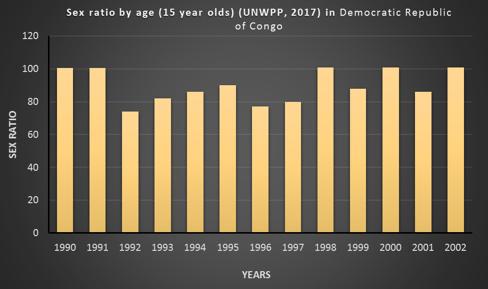 Sex ratio by age (15 year olds) (UNWPP, 2017) in Democratic Republic
of Congo
120
100
80
60
40
20
0
SEX RATIO
1990 1991 1992 1993 1994 1995 1996 1997 1998 1999 2000 2001 2002
YEARS